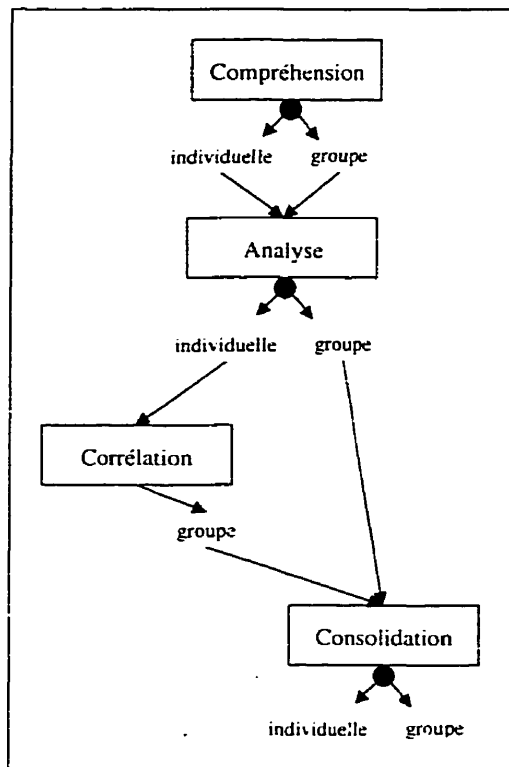 Compréhension
individuelle groupe
Analyse
individuelle groupe
Corrélation
groupe
Consolidation
individuelle groupe